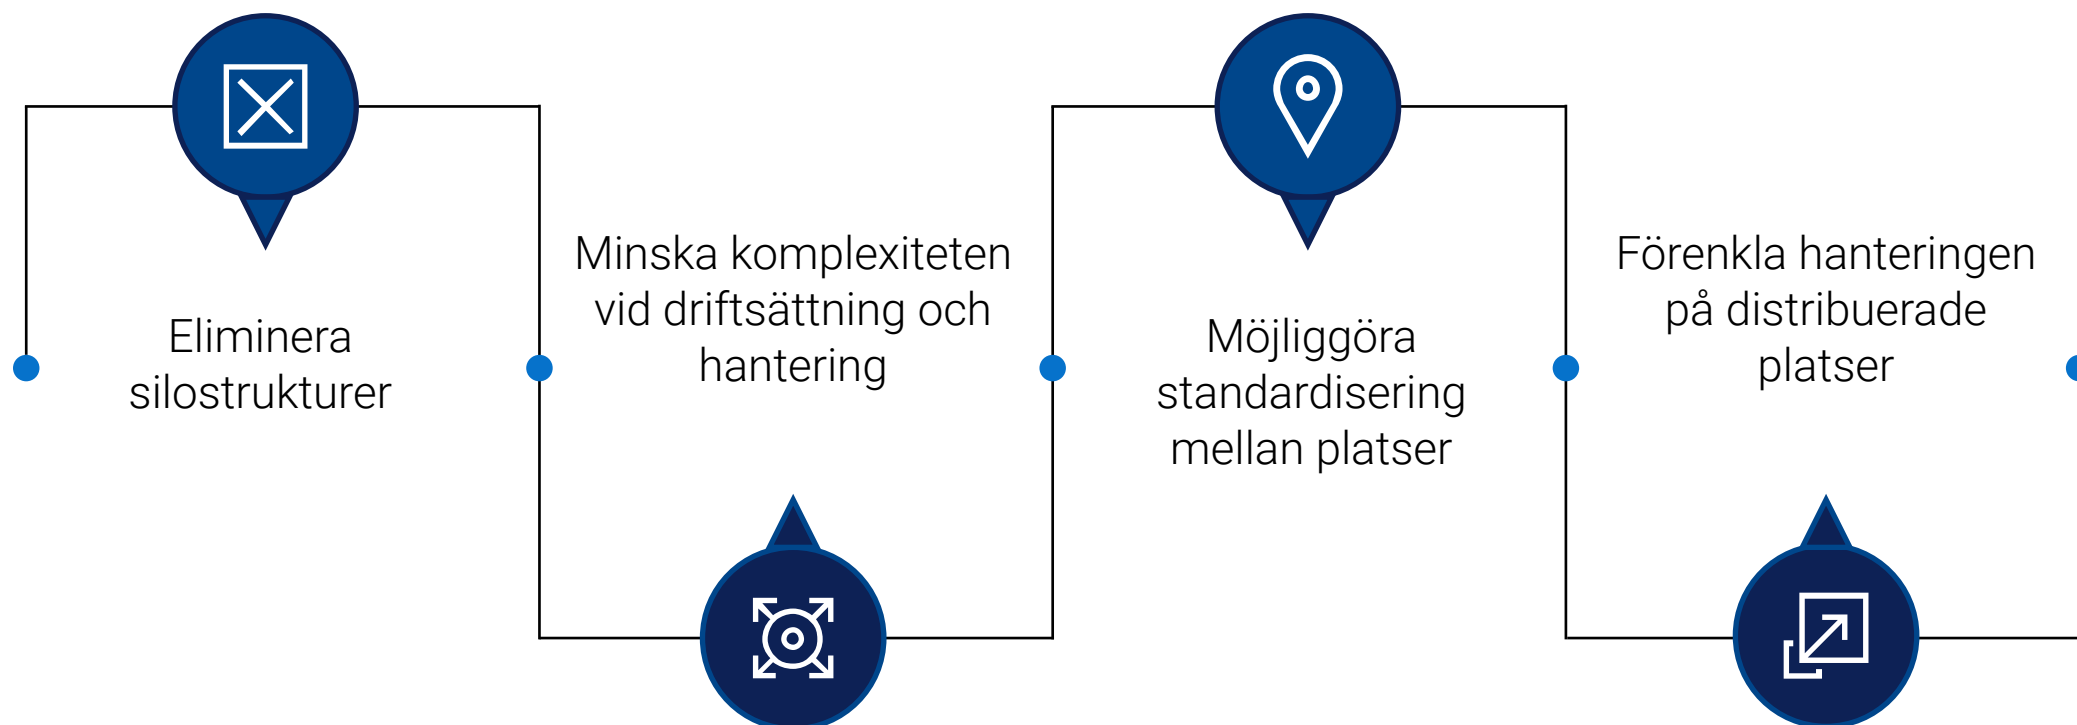 Eliminera
silostrukturer
Minska komplexiteten
vid driftsättning och
hantering
Möjliggöra
standardisering
mellan platser
Förenkla hanteringen
på distribuerade
platser